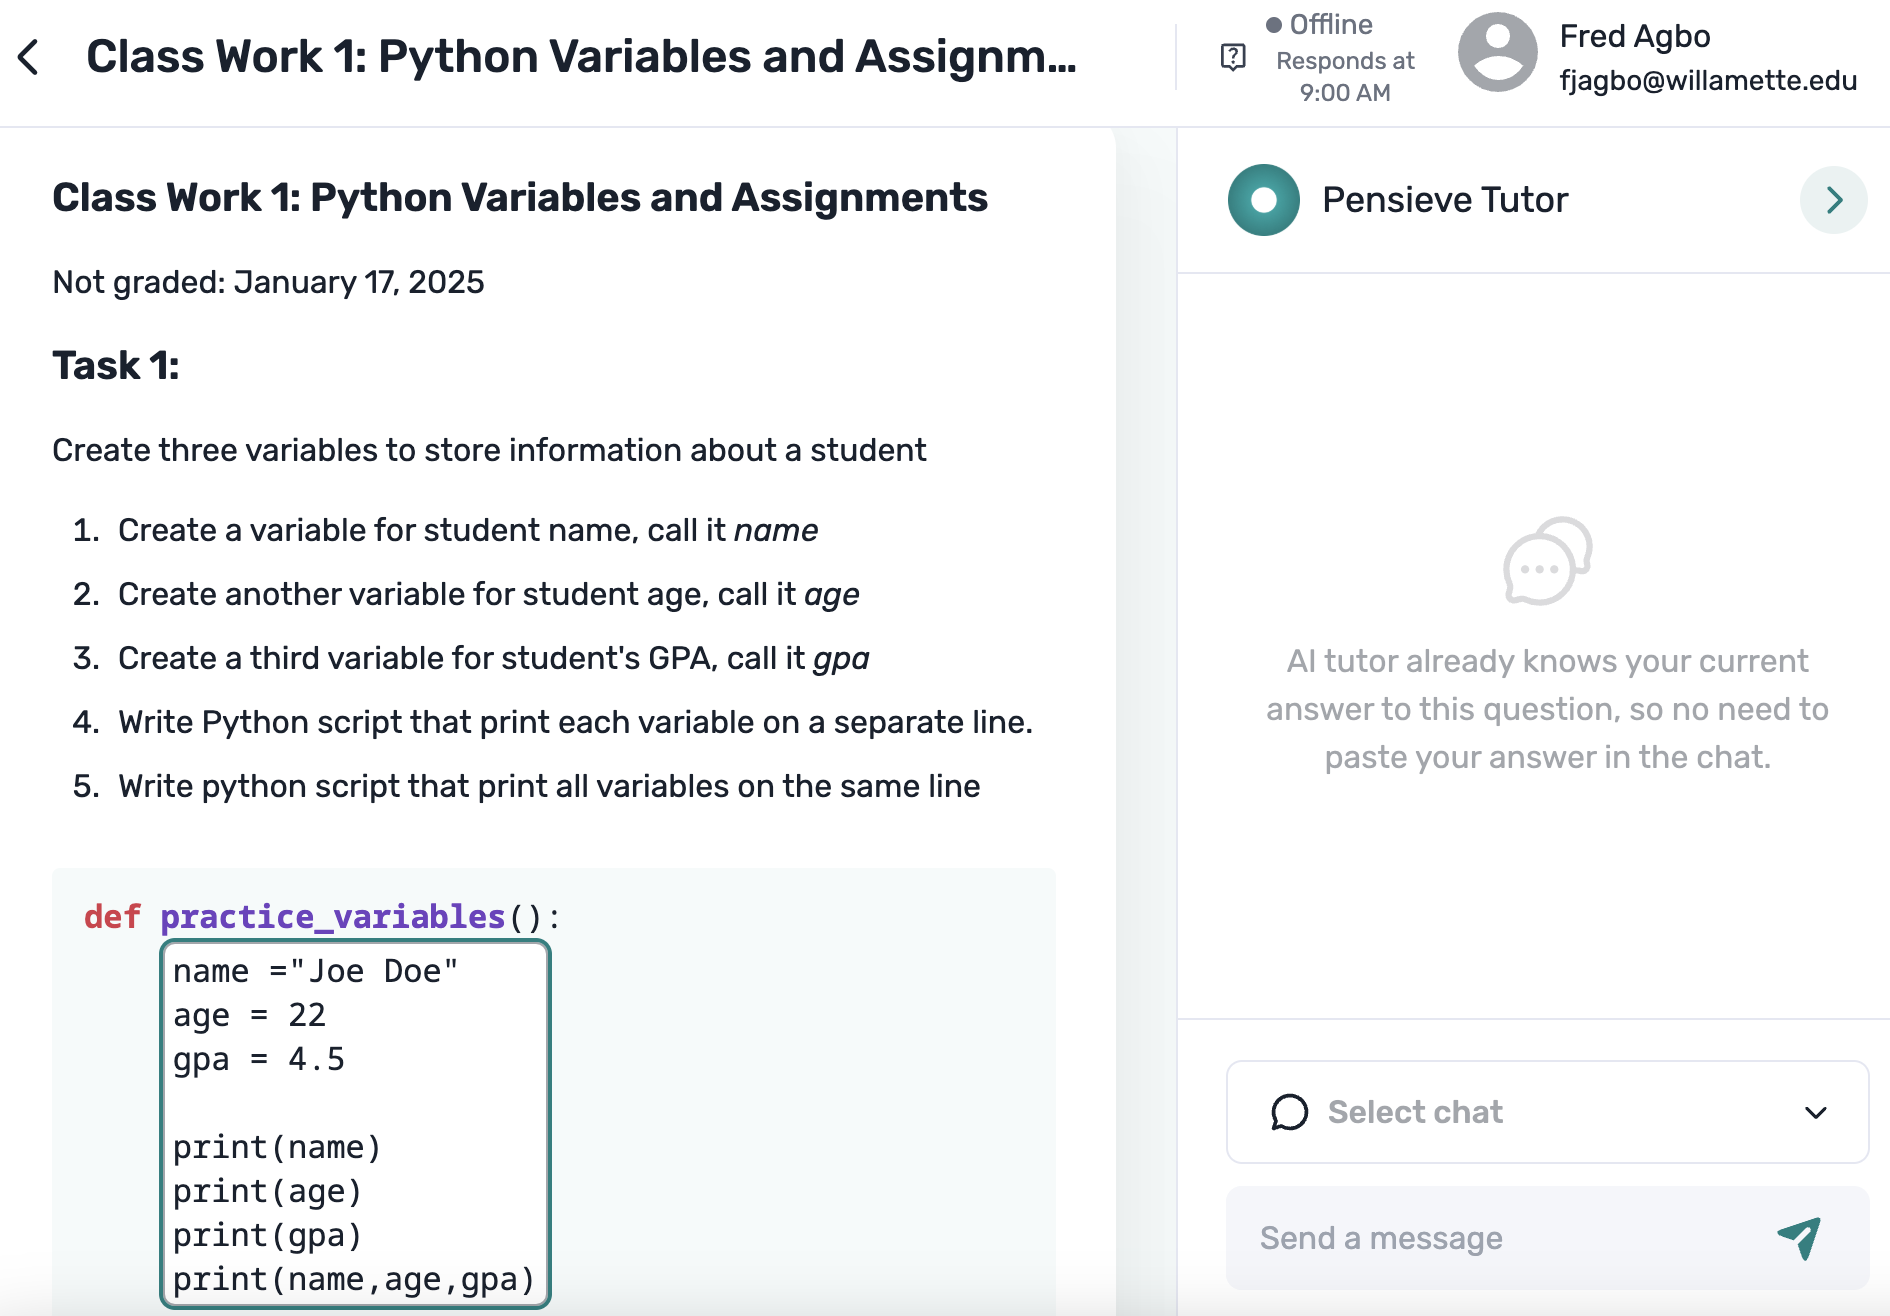 Class Work 1: Python Variables and Assignm...
Offline
Responds at
9:00 AM
Fred Agbo
fjagbo@willamette.edu
Class Work 1: Python Variables and Assignments
Not graded: January 17, 2025
Task 1:
Create three variables to store information about a student
1. Create a variable for student name, call it name
2. Create another variable for student age, call it age
3. Create a third variable for student's GPA, call it gpa
4. Write Python script that print each variable on a separate line.
5. Write python script that print all variables on the same line
def practice_variables():
name ="Joe Doe"
age = 22
gpa = 4.5
print(name)
print(age)
print(gpa)
print(name,age,gpa)
Pensieve Tutor
AI tutor already knows your current
answer to this question, so no need to
paste your answer in the chat.
Select chat
Send a message